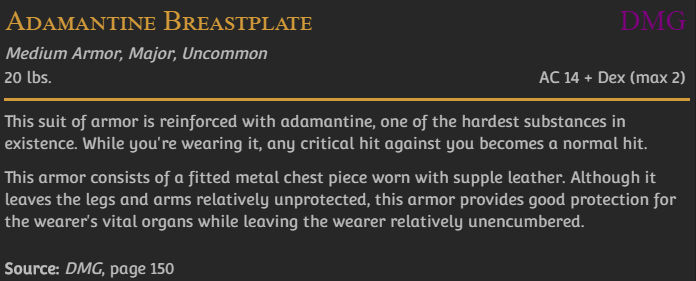 Adamantine Breastplate DMG
Medium Armor, Major, Uncommon
20 lbs. AC 14 + Dex (max 2)
This suit of armor is reinforced with adamantine, one of the hardest substances in
existence. While you're wearing it, any critical hit against you becomes a normal hit.
This armor consists of a fitted metal chest piece worn with supple leather. Although it
leaves the legs and arms relatively unprotected, this armor provides good protection for
the wearer's vital organs while leaving the wearer relatively unencumbered.
Source: DMG, page 150